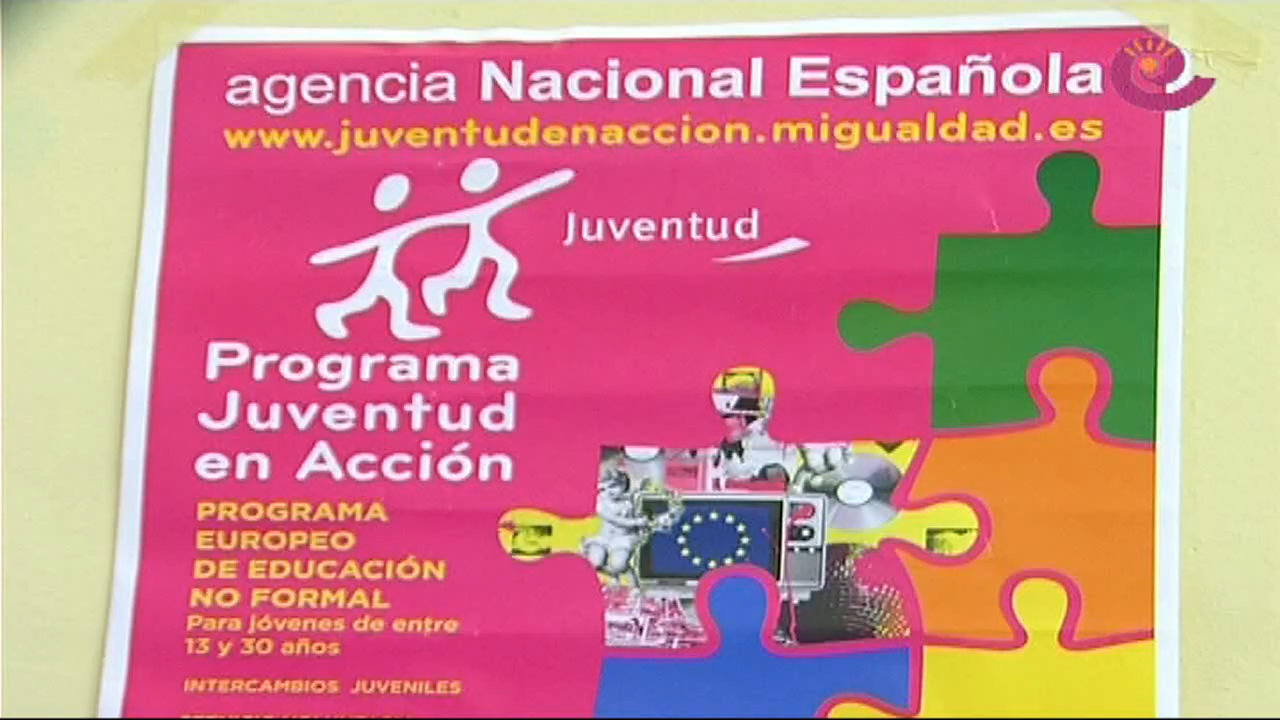 agencia Nacional Española
www.juventudenaccion.migualdad.es
Juventud
Programa
Juventud
en Acción
PROGRAMA
EUROPEO
DE EDUCACIÓN
NO FORMAL
Para jóvenes de entre
13 y 30 años
INTERCAMBIOS JUVENILES